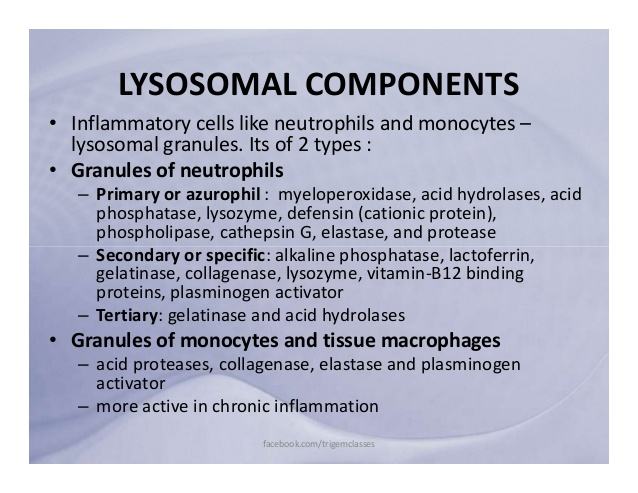 LYSOSOMAL COMPONENTS
• Inflammatory cells like neutrophils and monocytes –
lysosomal granules. Its of 2 types :
• Granules of neutrophils
– Primary or azurophil : myeloperoxidase, acid hydrolases, acid
phosphatase, lysozyme, defensin (cationic protein),
phospholipase, cathepsin G, elastase, and protease
– Secondary or specific: alkaline phosphatase, lactoferrin,
gelatinase, collagenase, lysozyme, vitamin-B12 binding
proteins, plasminogen activator
– Tertiary: gelatinase and acid hydrolases
• Granules of monocytes and tissue macrophages
– acid proteases, collagenase, elastase and plasminogen
activator
– more active in chronic inflammation
facebook.com/trigemclasses